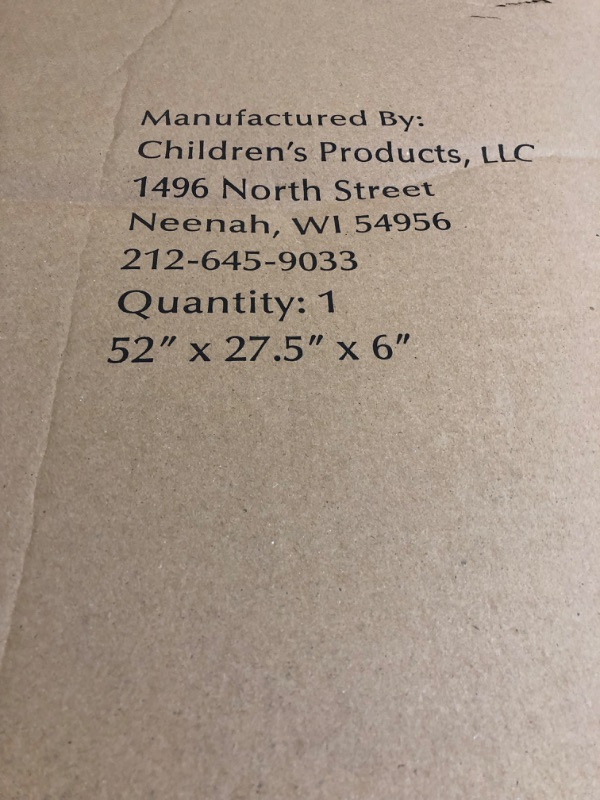 Manufactured By:
Children's Products, LLC
1496 North Street
Neenah, WI 54956
212-645-9033
Quantity: 1
52" x 27.5" x 6"